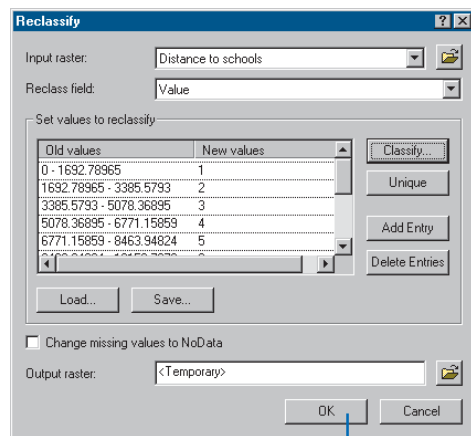 Reclassify
Input raster: Distance to schools
Reclass field: Value
Set values to reclassify
Old values New values
0 - 1692.78965 1
1692.78965 - 3385.5793 2
3385.5793 - 5078.36895 3
5078.36895 - 6771.15859 4
6771.15859 - 8463.94824 5
Classify...
Unique
Add Entry
Delete Entries
Load... Save...
Change missing values to NoData
Output raster: <Temporary>
OK Cancel